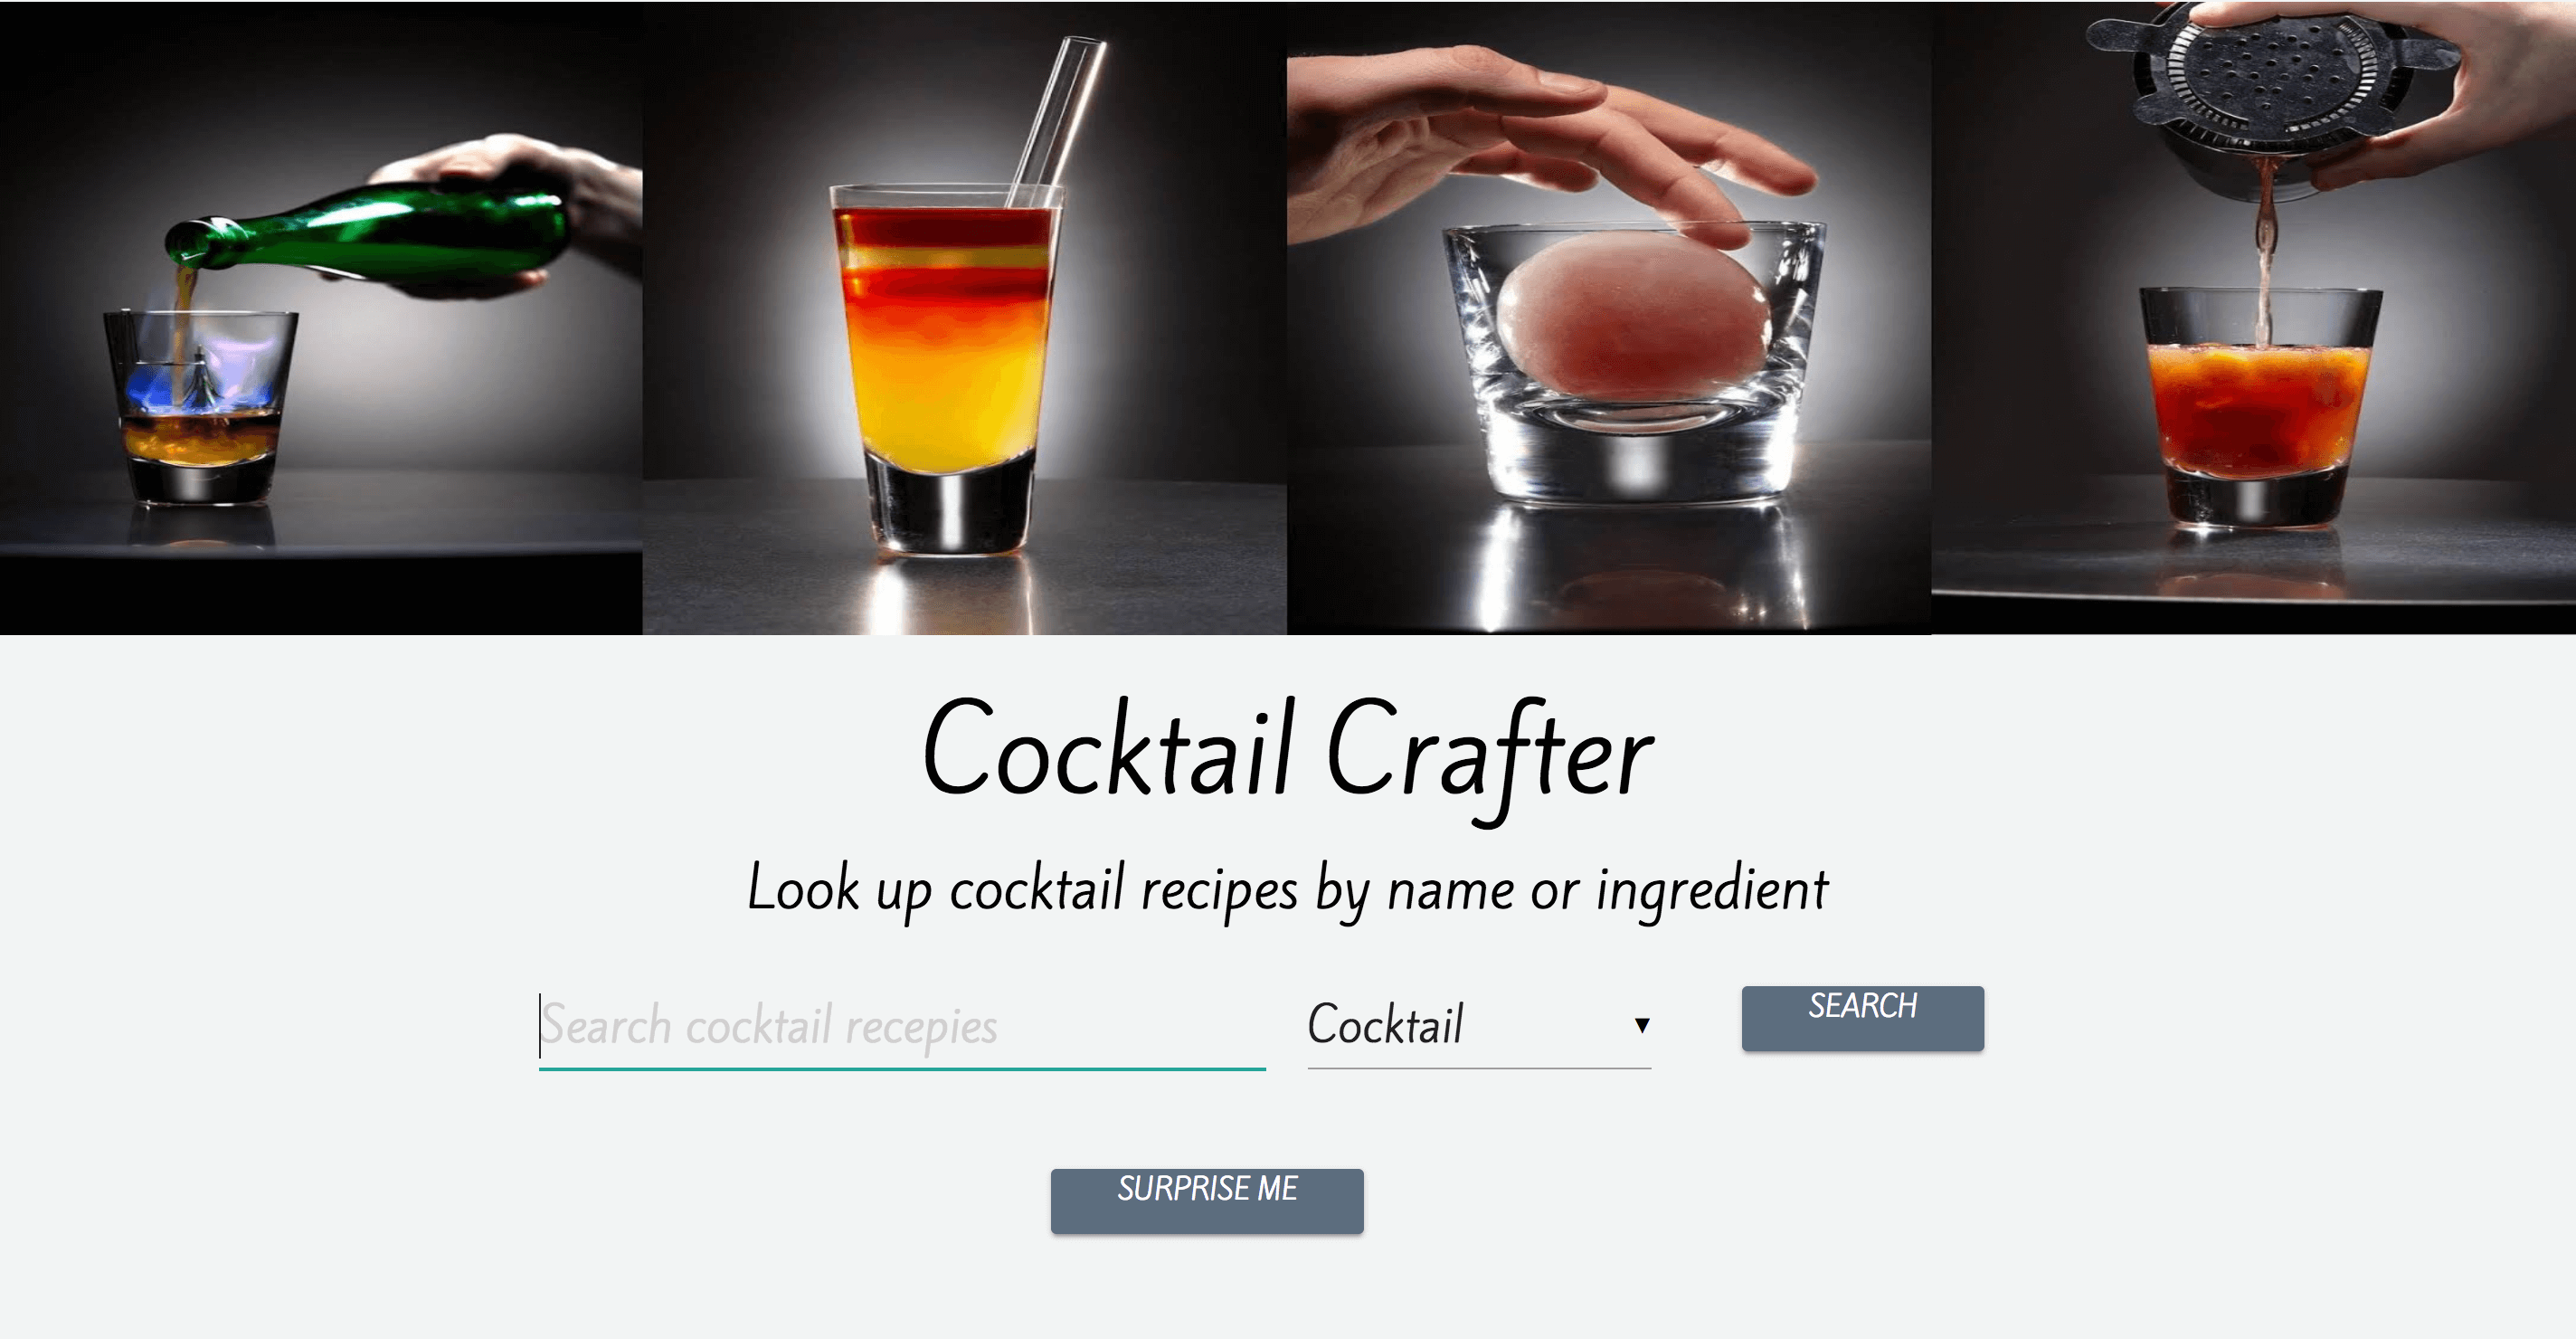 Cocktail Crafter
Look up cocktail recipes by name or ingredient
Search cocktail recepies
Cocktail ▼
SEARCH
SURPRISE ME